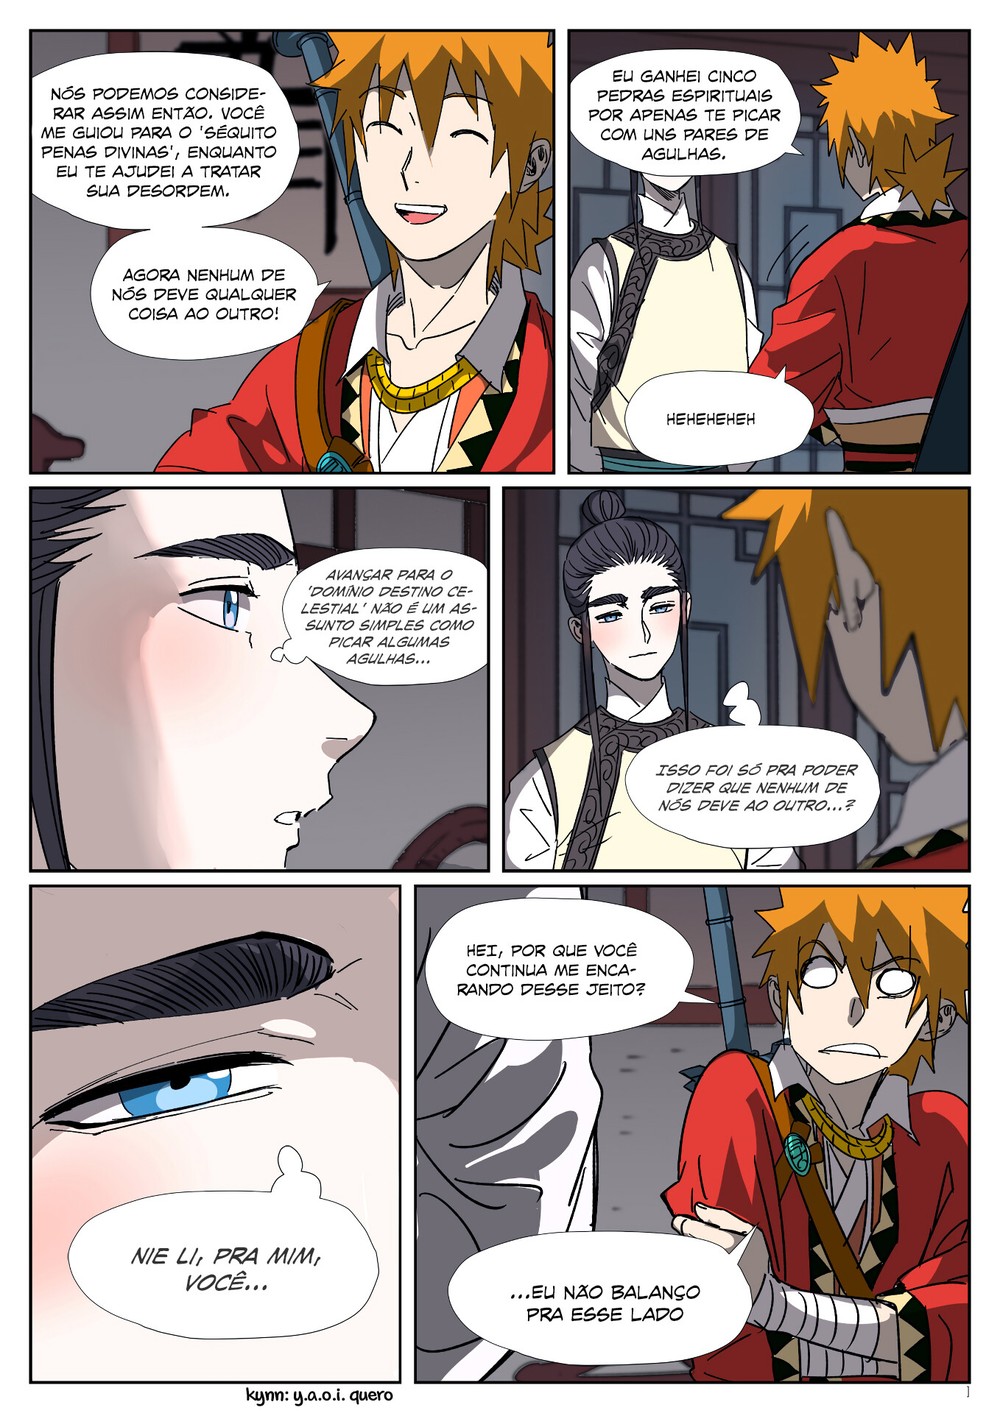 NÓS PODEMOS CONSIDE-
RAR ASSIM ENTÃO. VOCÊ
ME GUIOU PARA O 'SÉQUITO
PENAS DIVINAS', ENQUANTO
EU TE AJUDEI A TRATAR
SUA DESORDEM.
AGORA NENHUM DE
NÓS DEVE QUALQUER
COISA AO OUTRO!
EU GANHEI CINCO
PEDRAS ESPIRITUAIS
POR APENAS TE PICAR
COM UNS PARES DE
AGULHAS.
HEHEHEHEH
AVANÇAR PARA O
'DOMÍNIO DESTINO CE-
LESTIAL' NÃO É UM AS-
SUNTO SIMPLES COMO
PICAR ALGUMAS
AGULHAS...
ISSO FOI SÓ PRA PODER
DIZER QUE NENHUM DE
NÓS DEVE AO OUTRO...?
NIE LI, PRA MIM,
VOCÊ...
HEI, POR QUE VOCÊ
CONTINUA ME ENCA-
RANDO DESSE JEITO?
...EU NÃO BALANÇO
PRA ESSE LADO
kynn: y.a.o.i. quero